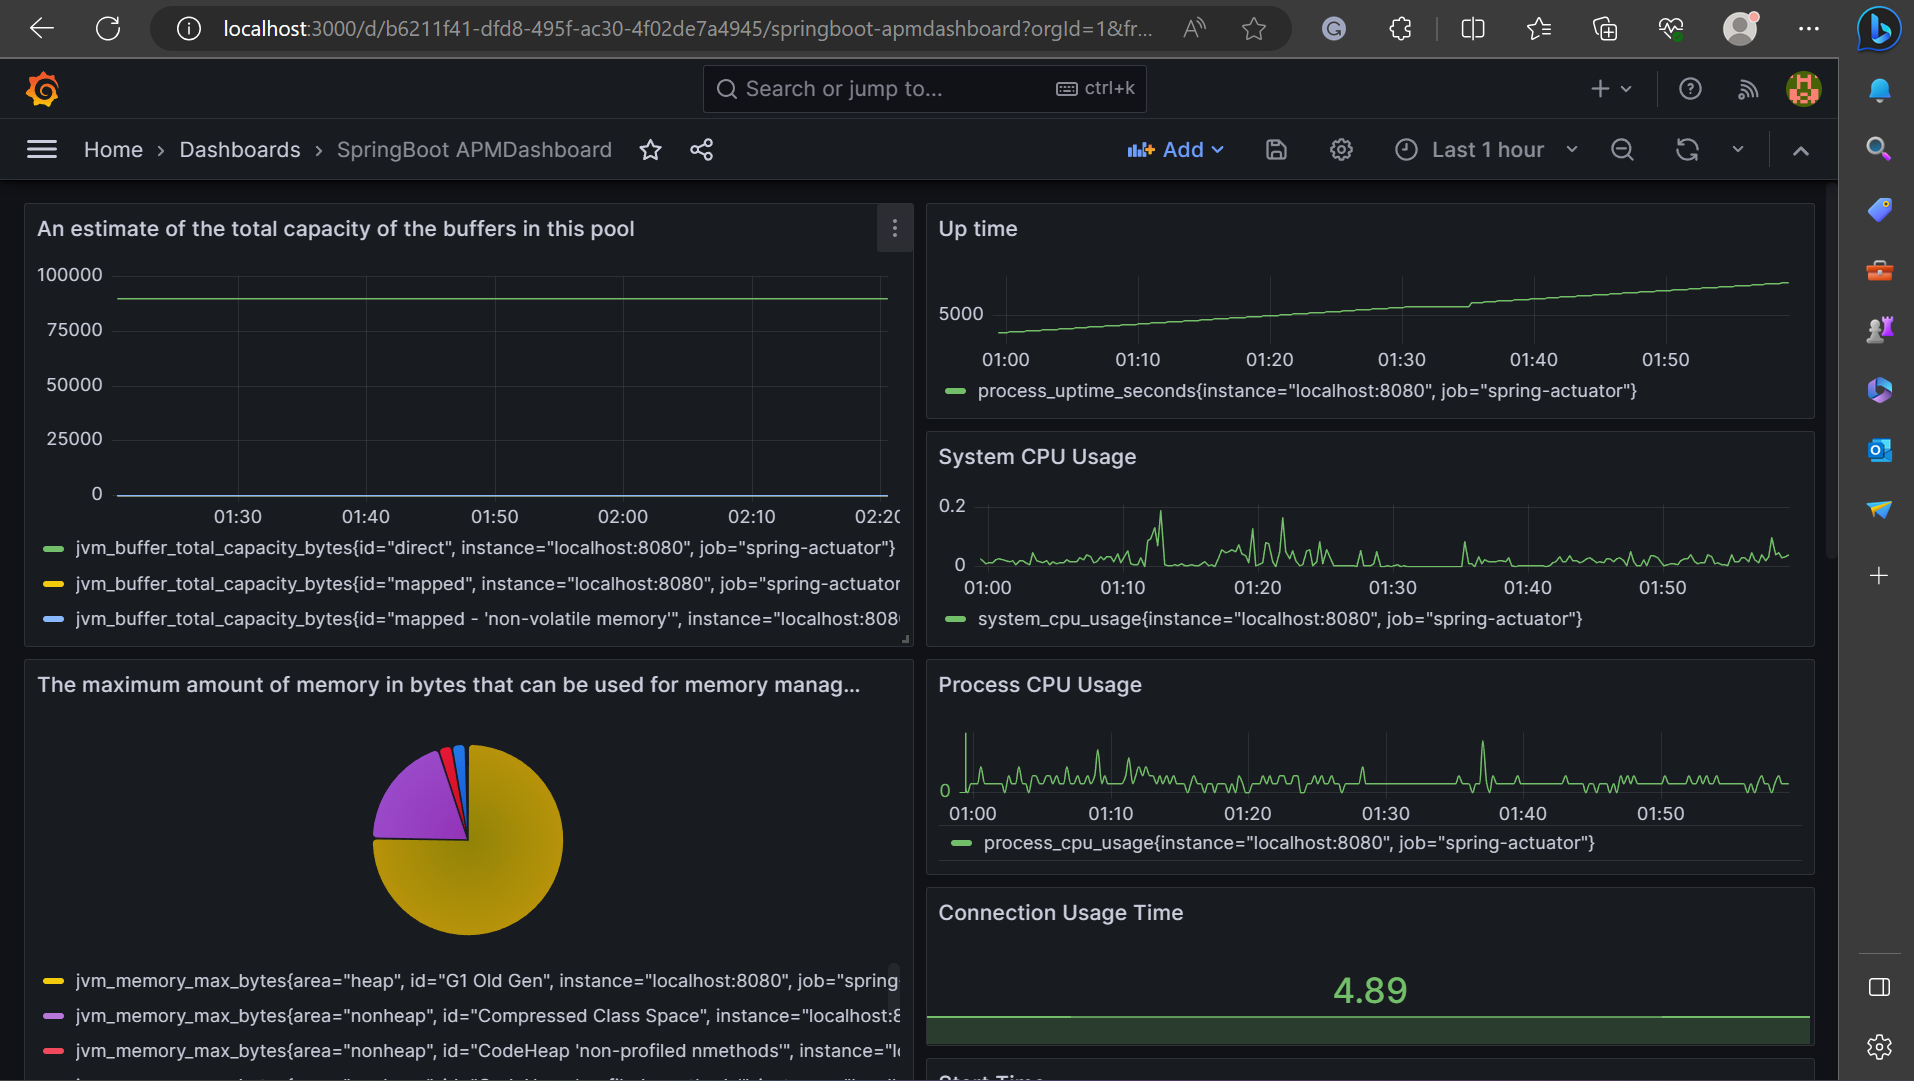 localhost:3000/d/b6211f41-dfd8-495f-ac30-4f02de7a4945/springboot-apmdashboard?orgId=1&fr...
Search or jump to... ctrl+k
Home › Dashboards › SpringBoot APMDashboard
Add
Last 1 hour
An estimate of the total capacity of the buffers in this pool
100000
75000
50000
25000
0
01:30 01:40 01:50 02:00 02:10 02:20
jvm_buffer_total_capacity_bytes{id="direct", instance="localhost:8080", job="spring-actuator"}
jvm_buffer_total_capacity_bytes{id="mapped", instance="localhost:8080", job="spring-actuator
jvm_buffer_total_capacity_bytes{id="mapped - 'non-volatile memory'", instance="localhost:808
Up time
5000
01:00 01:10 01:20 01:30 01:40 01:50
process_uptime_seconds{instance="localhost:8080", job="spring-actuator"}
System CPU Usage
0.2
0
01:00 01:10 01:20 01:30 01:40 01:50
system_cpu_usage{instance="localhost:8080", job="spring-actuator"}
The maximum amount of memory in bytes that can be used for memory manag...
jvm_memory_max_bytes{area="heap", id="G1 Old Gen", instance="localhost:8080", job="spring-
jvm_memory_max_bytes{area="nonheap", id="Compressed Class Space", instance="localhost:8
jvm_memory_max_bytes{area="nonheap", id="CodeHeap 'non-profiled nmethods'", instance="l
Process CPU Usage
0
01:00 01:10 01:20 01:30 01:40 01:50
process_cpu_usage{instance="localhost:8080", job="spring-actuator"}
Connection Usage Time
4.89
Start Time